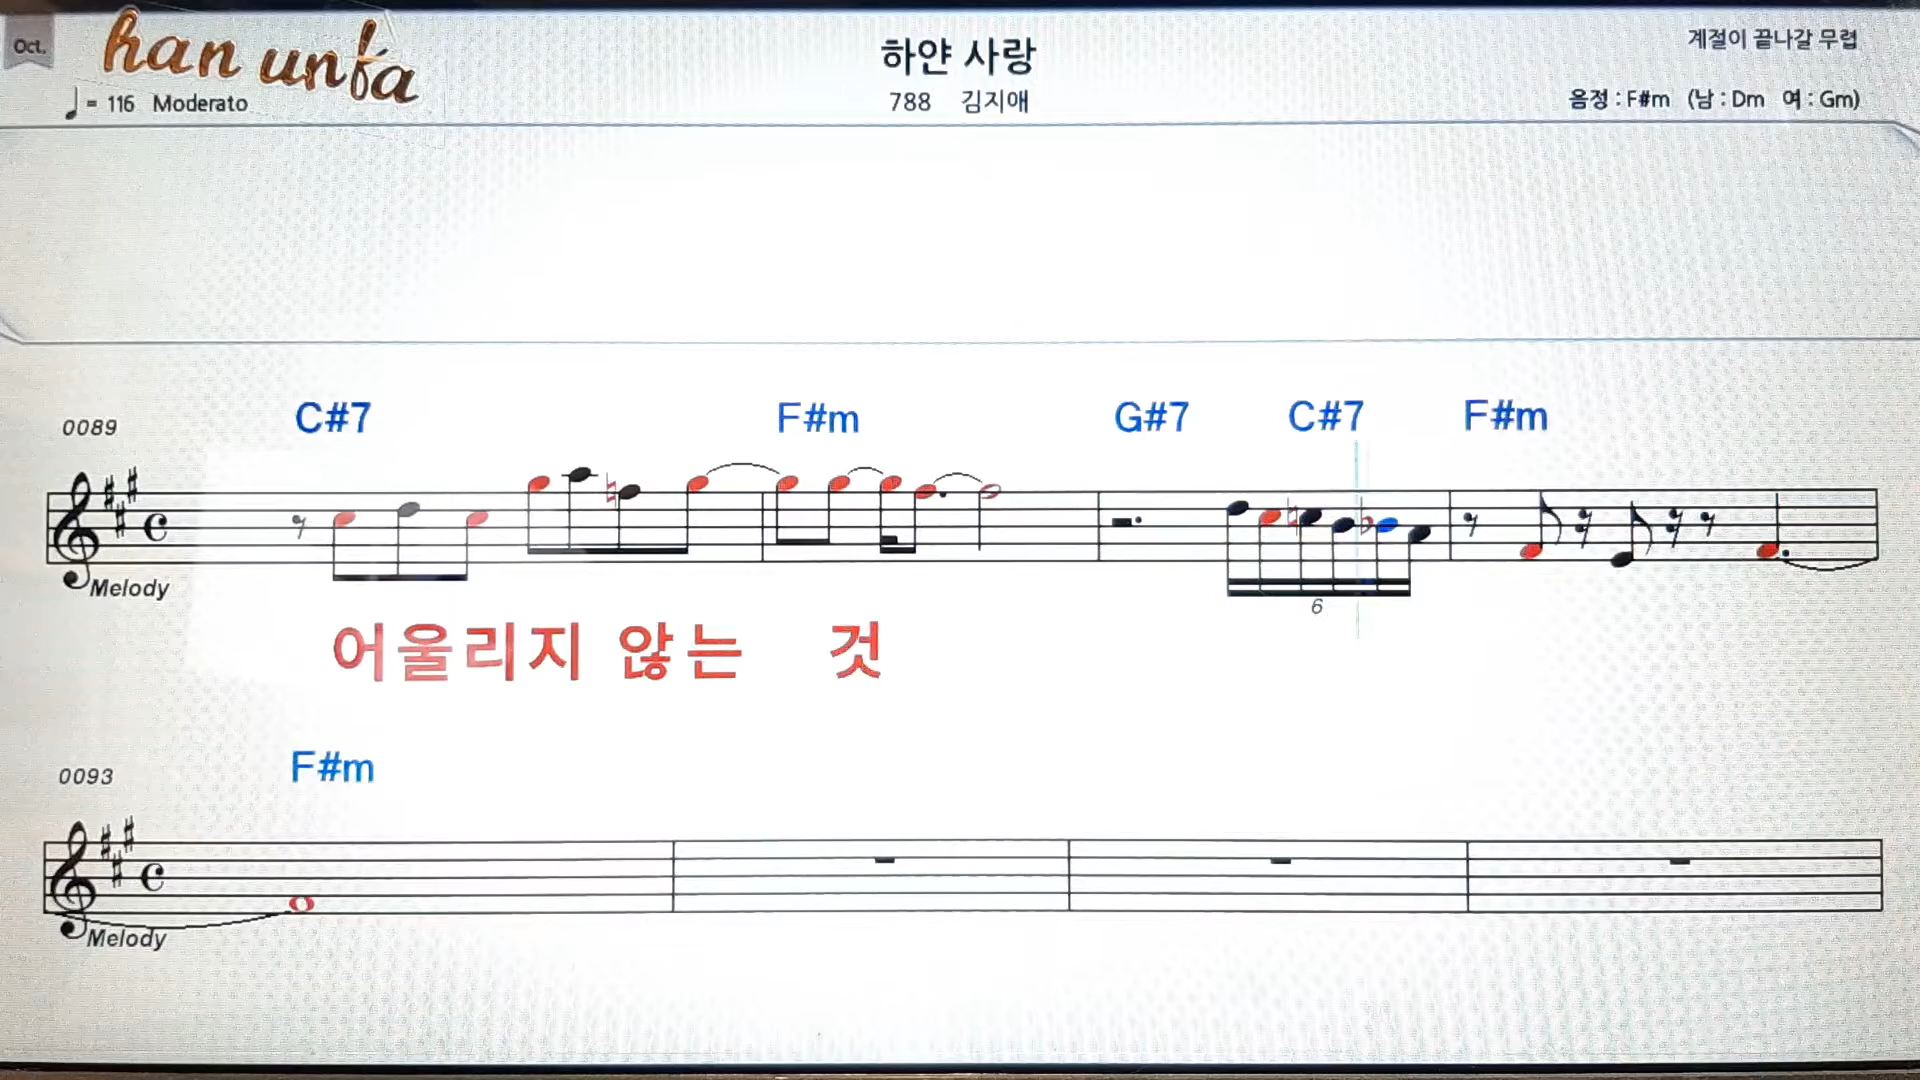 Oct.
han unba
♩= 116 Moderato
하얀 사랑
788 김지애
계절이 끝나갈 무렵
음정 : F#m (남 : Dm 여 : Gm)
0089
C#7 F#m G#7 C#7 F#m
Melody
6
어울리지 않는 것
0093
F#m
Melody